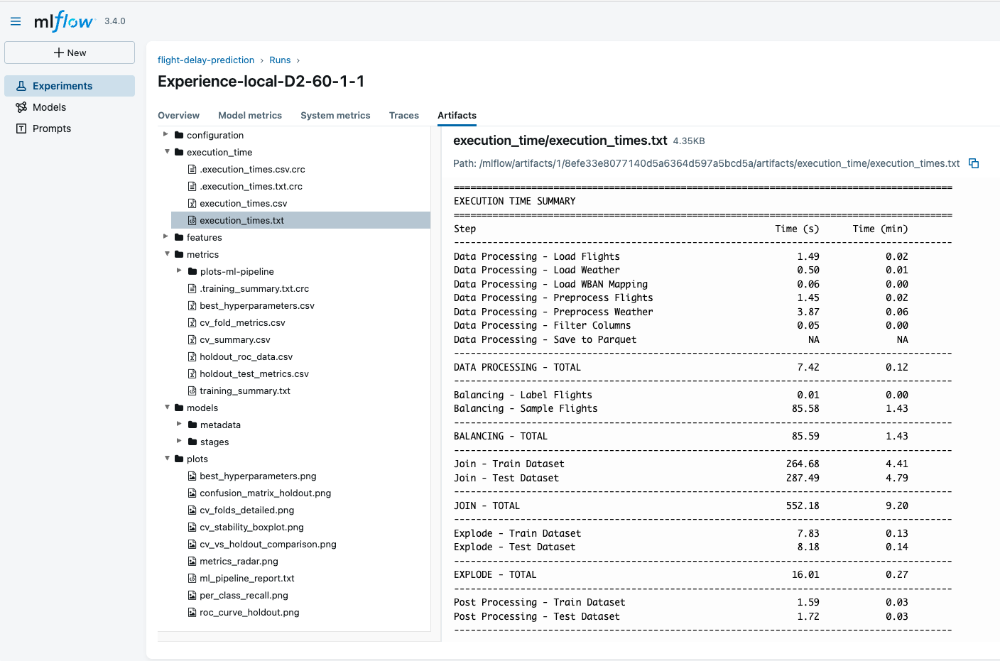 mlflow 3.4.0
New
Experiments
Models
Prompts
flight-delay-prediction › Runs ›
Experience-local-D2-60-1-1
Overview Model metrics System metrics Traces Artifacts
configuration
execution_time
.execution_times.csv.crc
.execution_times.txt.crc
execution_times.csv
execution_times.txt
features
metrics
plots-ml-pipeline
.training_summary.txt.crc
best_hyperparameters.csv
cv_fold_metrics.csv
cv_summary.csv
holdout_roc_data.csv
holdout_test_metrics.csv
training_summary.txt
models
metadata
stages
plots
best_hyperparameters.png
confusion_matrix_holdout.png
cv_folds_detailed.png
cv_stability_boxplot.png
cv_vs_holdout_comparison.png
metrics_radar.png
ml_pipeline_report.txt
per_class_recall.png
roc_curve_holdout.png
execution_time/execution_times.txt 4.35KB
Path: /mlflow/artifacts/1/8efe33e8077140d5a6364d597a5bcd5a/artifacts/execution_time/execution_times.txt
==========================================================================================
EXECUTION TIME SUMMARY
==========================================================================================
Step Time (s) Time (min)
------------------------------------------------------------------------------------------
Data Processing - Load Flights 1.49 0.02
Data Processing - Load Weather 0.50 0.01
Data Processing - Load WBAN Mapping 0.06 0.00
Data Processing - Preprocess Flights 1.45 0.02
Data Processing - Preprocess Weather 3.87 0.06
Data Processing - Filter Columns 0.05 0.00
Data Processing - Save to Parquet NA NA
------------------------------------------------------------------------------------------
DATA PROCESSING - TOTAL 7.42 0.12
------------------------------------------------------------------------------------------
Balancing - Label Flights 0.01 0.00
Balancing - Sample Flights 85.58 1.43
------------------------------------------------------------------------------------------
BALANCING - TOTAL 85.59 1.43
------------------------------------------------------------------------------------------
Join - Train Dataset 264.68 4.41
Join - Test Dataset 287.49 4.79
------------------------------------------------------------------------------------------
JOIN - TOTAL 552.18 9.20
------------------------------------------------------------------------------------------
Explode - Train Dataset 7.83 0.13
Explode - Test Dataset 8.18 0.14
------------------------------------------------------------------------------------------
EXPLODE - TOTAL 16.01 0.27
------------------------------------------------------------------------------------------
Post Processing - Train Dataset 1.59 0.03
Post Processing - Test Dataset 1.72 0.03
------------------------------------------------------------------------------------------